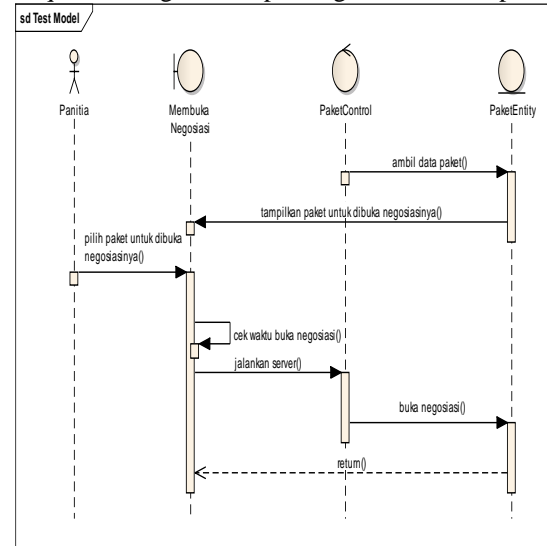 sd Test Model
Panitia
Membuka
Negosiasi
PaketControl
PaketEntity
ambil data paket()
tampilkan paket untuk dibuka negosiasinya()
pilih paket untuk dibuka
negosiasinya()
cek waktu buka negosiasi()
jalankan server()
buka negosiasi()
return()